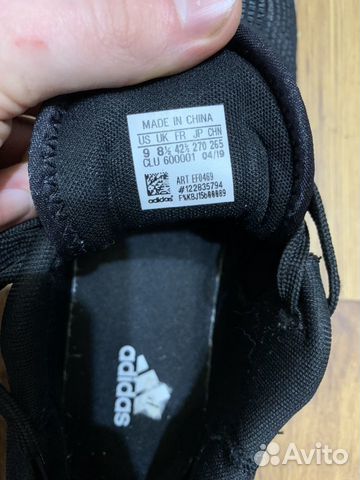 MADE IN CHINA
US UK FR JP CHN
9 8½ 42⅔ 270 265
CLU 600001 04/19
ART EF0469
#122835794
adidas
adidas
Avito